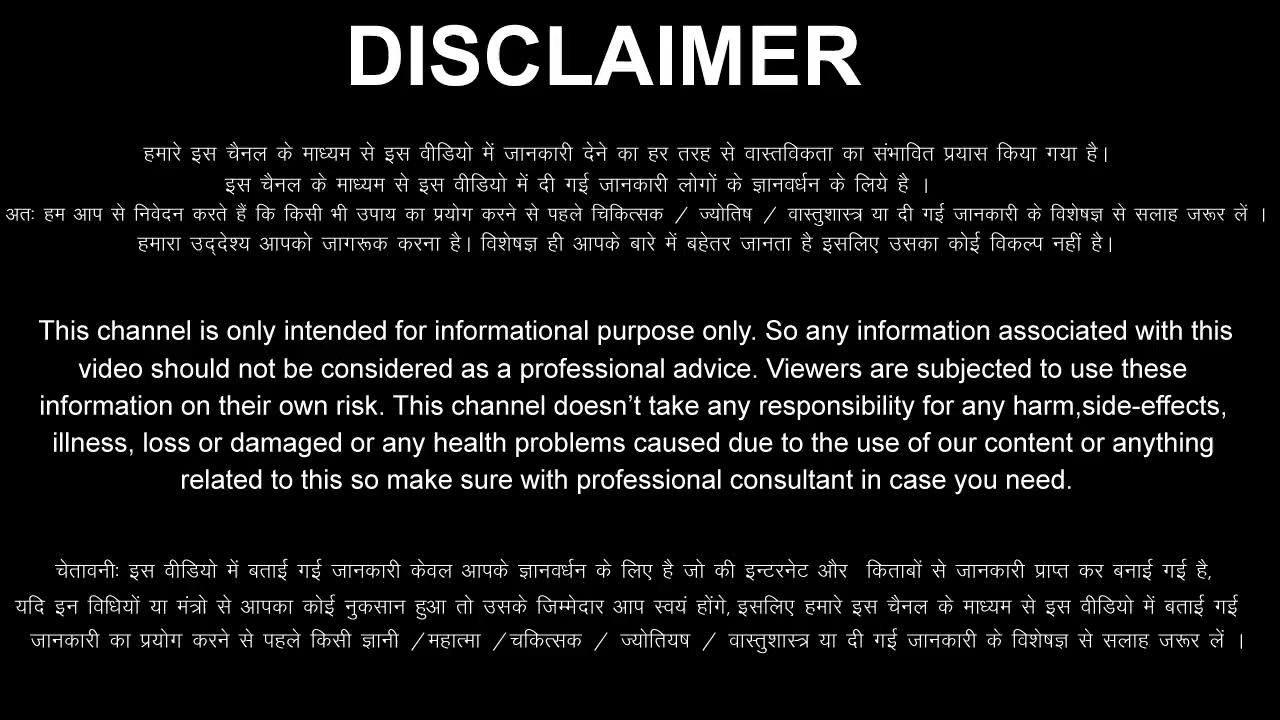 DISCLAIMER
हमारे इस चैनल के माध्यम से इस वीडियो में जानकारी देने का हर तरह से वास्तविकता का संभावित प्रयास किया गया है।
इस चैनल के माध्यम से इस वीडियो में दी गई जानकारी लोगों के ज्ञानवर्धन के लिये है ।
अतः हम आप से निवेदन करते हैं कि किसी भी उपाय का प्रयोग करने से पहले चिकित्सक / ज्योतिष / वास्तुशास्त्र या दी गई जानकारी के विशेषज्ञ से सलाह जरूर लें ।
हमारा उद्देश्य आपको जागरूक करना है। विशेषज्ञ ही आपके बारे में बहेतर जानता है इसलिए उसका कोई विकल्प नहीं है।
This channel is only intended for informational purpose only. So any information associated with this
video should not be considered as a professional advice. Viewers are subjected to use these
information on their own risk. This channel doesn’t take any responsibility for any harm,side-effects,
illness, loss or damaged or any health problems caused due to the use of our content or anything
related to this so make sure with professional consultant in case you need.
चेतावनीः इस वीडियो में बताई गई जानकारी केवल आपके ज्ञानवर्धन के लिए है जो की इन्टरनेट और किताबों से जानकारी प्राप्त कर बनाई गई है,
यदि इन विधियों या मंत्रो से आपका कोई नुकसान हुआ तो उसके जिम्मेदार आप स्वयं होंगे, इसलिए हमारे इस चैनल के माध्यम से इस वीडियो में बताई गई
जानकारी का प्रयोग करने से पहले किसी ज्ञानी /महात्मा /चकित्सक / ज्योतियष / वास्तुशास्त्र या दी गई जानकारी के विशेषज्ञ से सलाह जरूर लें ।